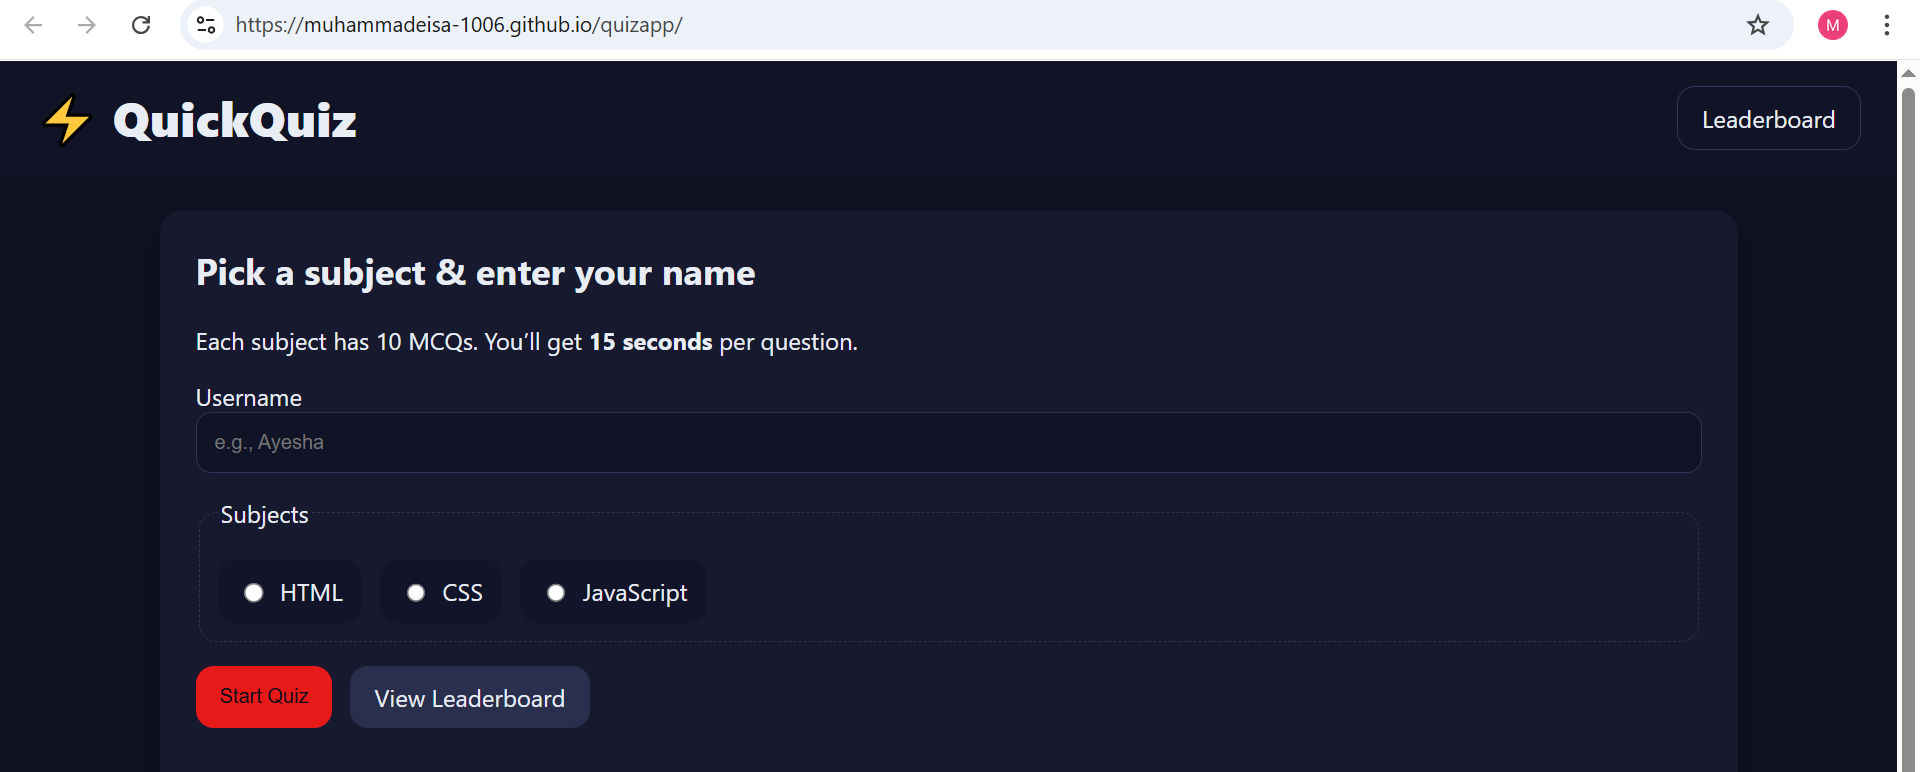 https://muhammadeisa-1006.github.io/quizapp/
M
QuickQuiz
Leaderboard
Pick a subject & enter your name
Each subject has 10 MCQs. You’ll get 15 seconds per question.
Username
e.g., Ayesha
Subjects
HTML CSS JavaScript
Start Quiz View Leaderboard